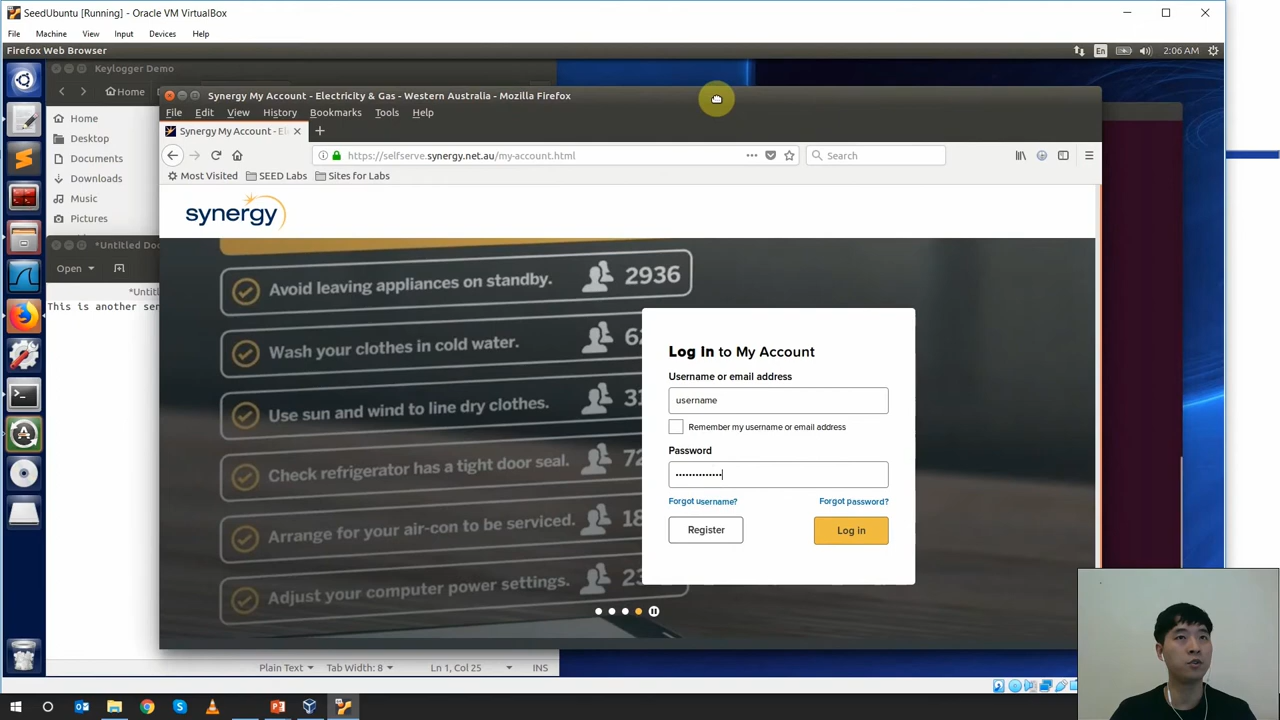 SeedUbuntu [Running] - Oracle VM VirtualBox
File Machine View Input Devices Help
Firefox Web Browser
En
2:06 AM
Keylogger Demo
Home
Synergy My Account - Electricity & Gas - Western Australia - Mozilla Firefox
File Edit View History Bookmarks Tools Help
Synergy My Account - El
https://selfserve.synergy.net.au/my-account.html
Search
Most Visited SEED Labs Sites for Labs
Home
Desktop
Documents
Downloads
Music
Pictures
*Untitled Do
Open
*Untit
This is another se
synergy
Avoid leaving appliances on standby. 2936
Wash your clothes in cold water.
Use sun and wind to line dry clothes.
Check refrigerator has a tight door seal.
Arrange for your air-con to be serviced.
Adjust your computer power settings.
Log In to My Account
Username or email address
username
Remember my username or email address
Password
Forgot username? Forgot password?
Register Log in
Plain Text Tab Width: 8 Ln 1, Col 25 INS